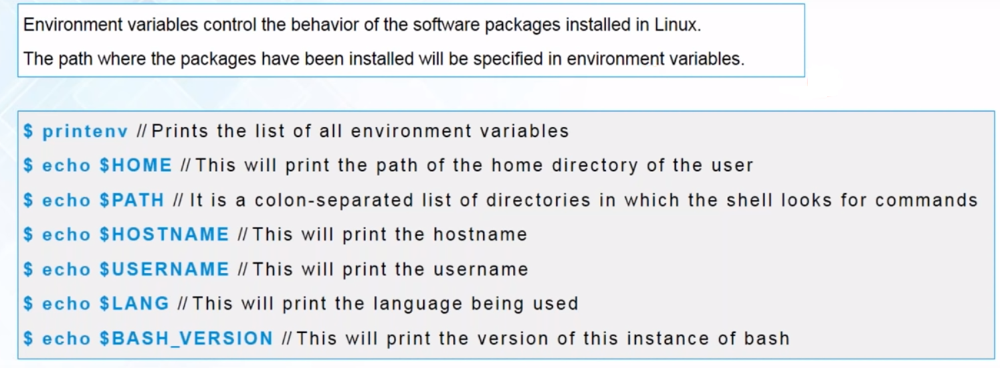 Environment variables control the behavior of the software packages installed in Linux.
The path where the packages have been installed will be specified in environment variables.
$ printenv // Prints the list of all environment variables
$ echo $HOME // This will print the path of the home directory of the user
$ echo $PATH // It is a colon-separated list of directories in which the shell looks for commands
$ echo $HOSTNAME // This will print the hostname
$ echo $USERNAME // This will print the username
$ echo $LANG // This will print the language being used
$ echo $BASH_VERSION // This will print the version of this instance of bash